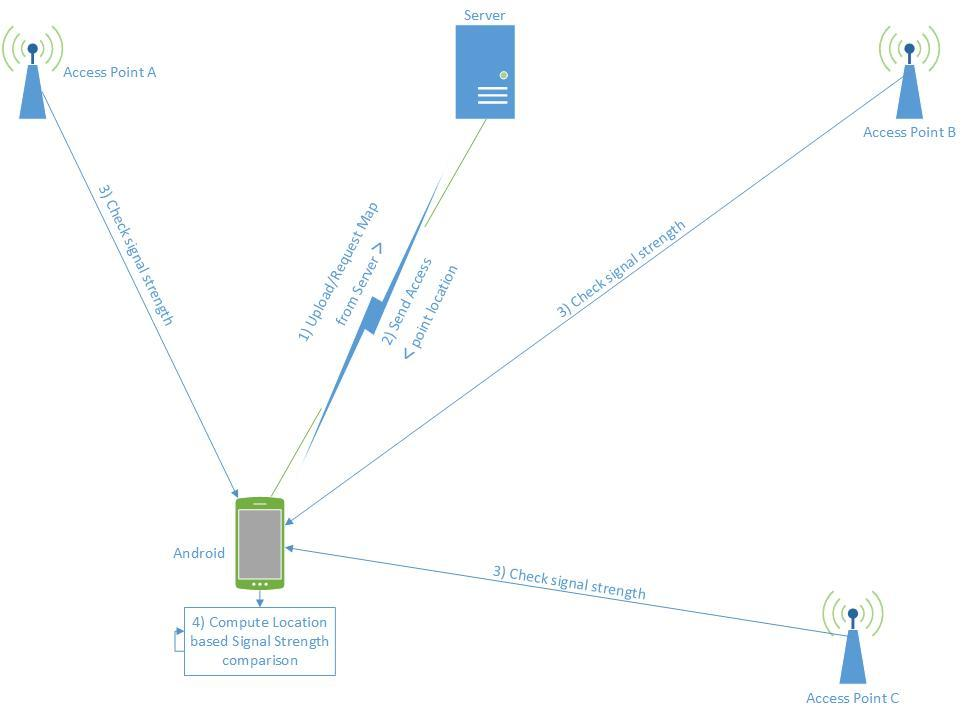 Server
Access Point A
Access Point B
3) Check signal strength
1) Upload/Request Map
from Server >
2) Send Access
< point location
3) Check signal strength
Android
3) Check signal strength
4) Compute Location
based Signal Strength
comparison
Access Point C